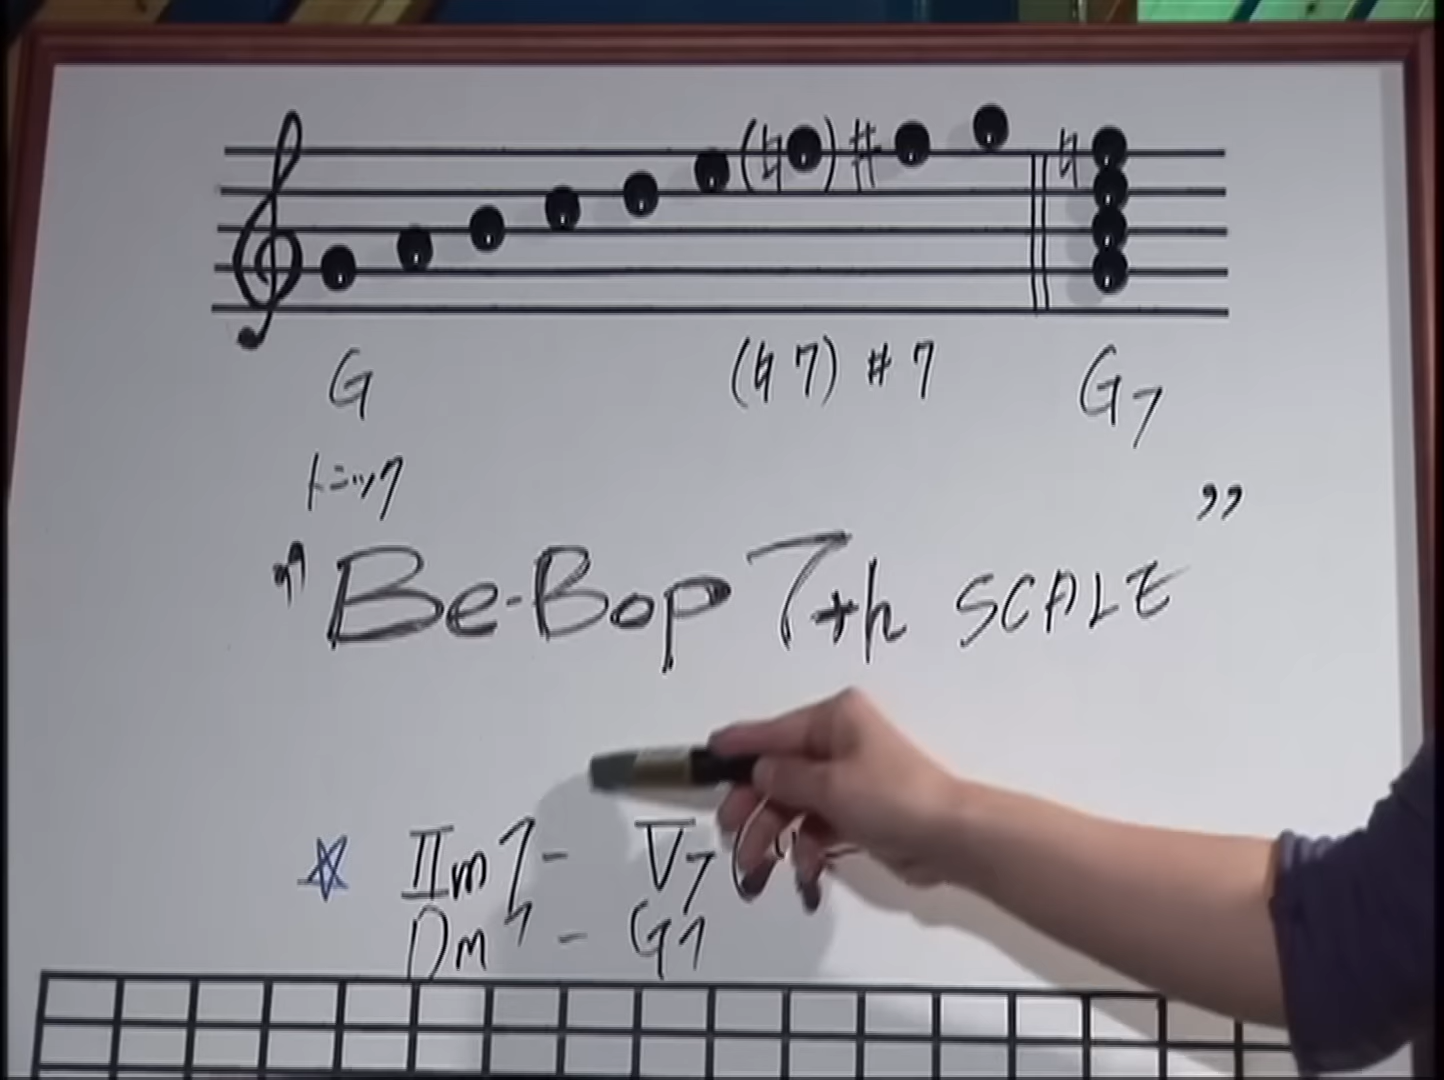 (♮) # ♮
G (♮7) #7 G7
トニック
"Be-Bop 7th SCALE"
☆ IIm7- V7
Dm7 - G7